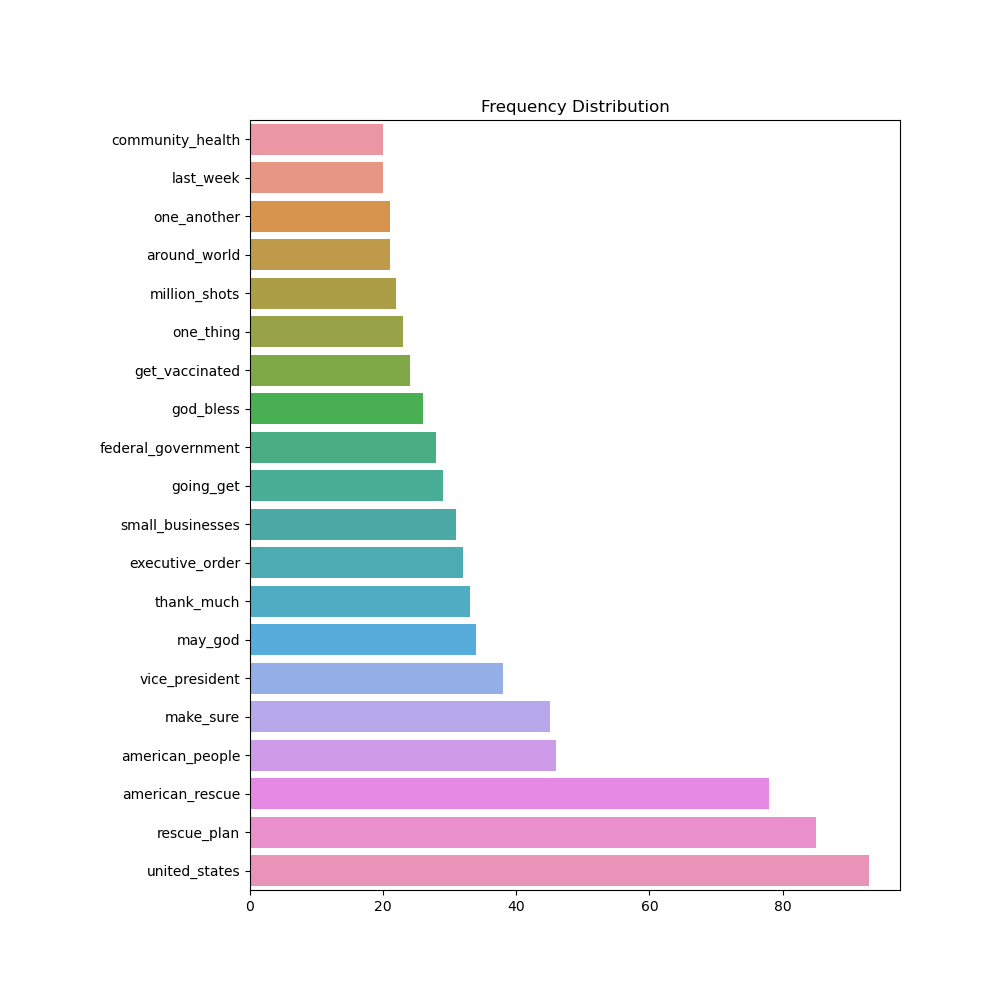 Frequency Distribution
community_health
last_week
one_another
around_world
million_shots
one_thing
get_vaccinated
god_bless
federal_government
going_get
small_businesses
executive_order
thank_much
may_god
vice_president
make_sure
american_people
american_rescue
rescue_plan
united_states
0 20 40 60 80